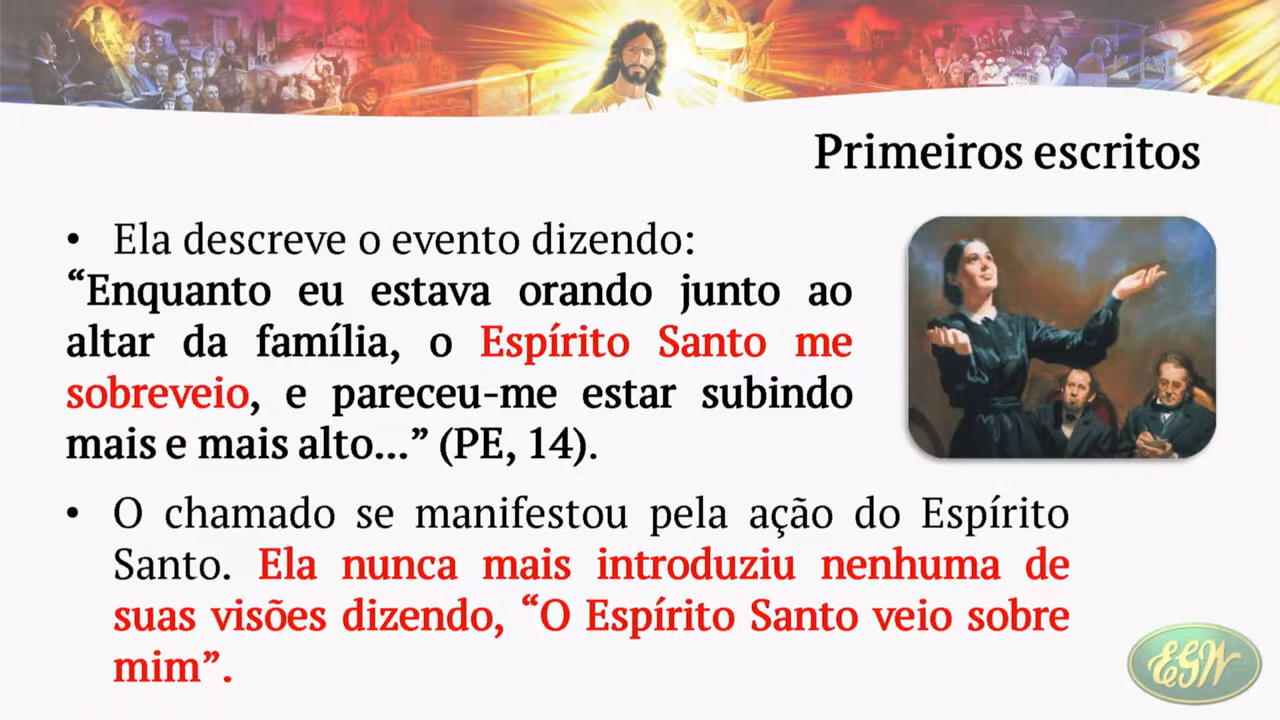 Primeiros escritos
• Ela descreve o evento dizendo:
“Enquanto eu estava orando junto ao
altar da família, o Espírito Santo me
sobreveio, e pareceu-me estar subindo
mais e mais alto...” (PE, 14).
• O chamado se manifestou pela ação do Espírito
Santo. Ela nunca mais introduziu nenhuma de
suas visões dizendo, “O Espírito Santo veio sobre
mim”.
EGW